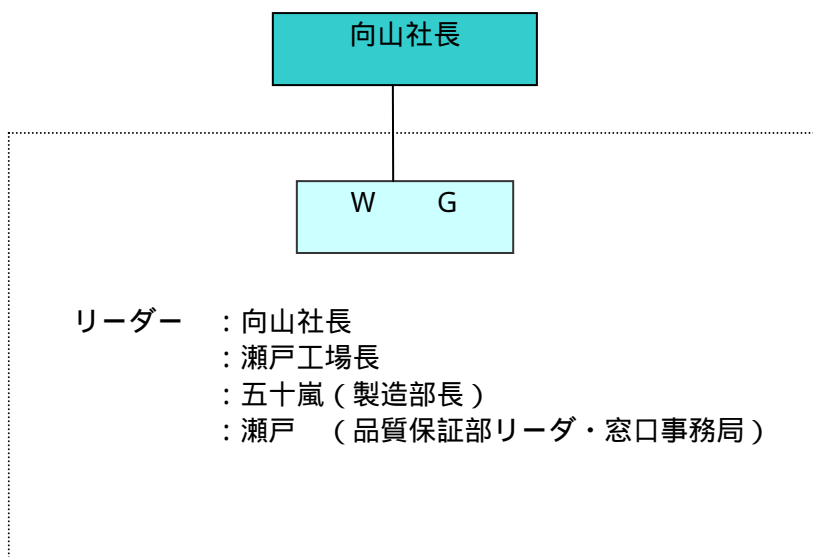 向山社長
W　　G
リーダー　：向山社長
：瀬戸工場長
：五十嵐（製造部長）
：瀬戸　（品質保証部リーダ・窓口事務局）